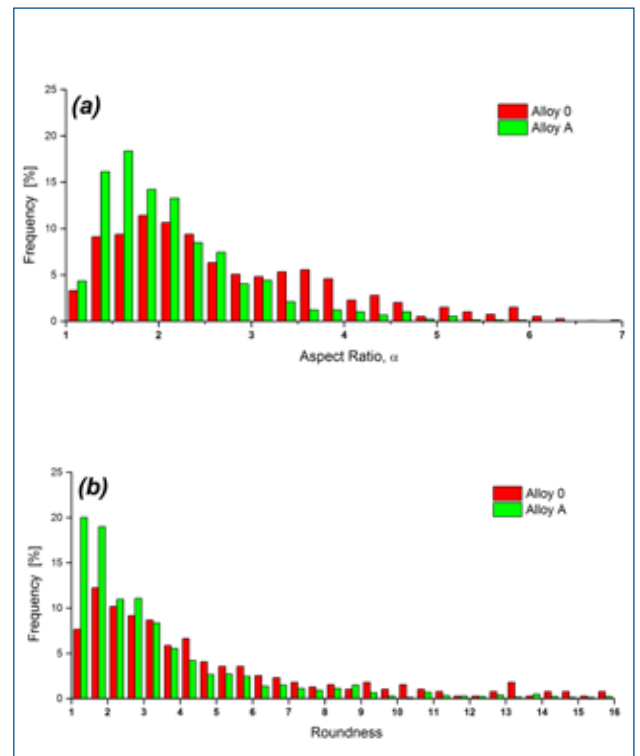 (a)
Alloy 0
Alloy A
25
20
15
10
5
0
Frequency [%]
1 2 3 4 5 6 7
Aspect Ratio, α
(b)
Alloy 0
Alloy A
25
20
15
10
5
0
Frequency [%]
1 2 3 4 5 6 7 8 9 10 11 12 13 14 15 16
Roundness